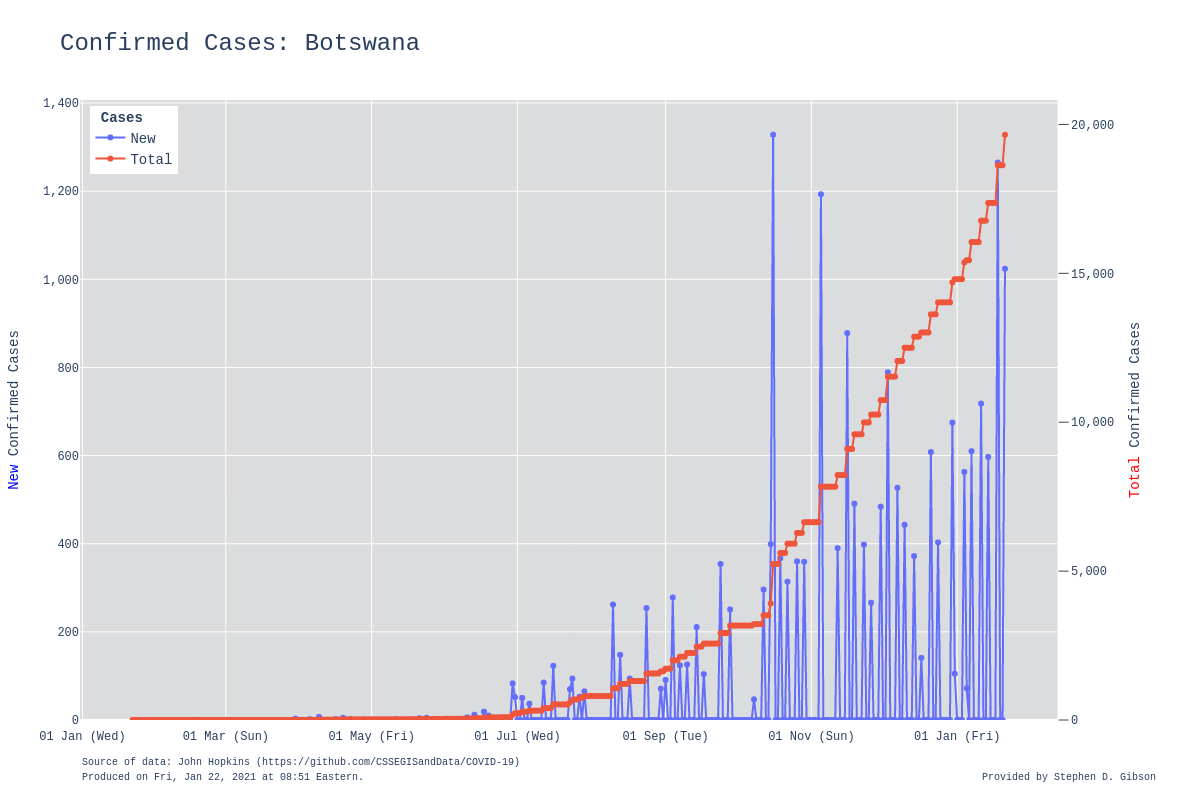 Confirmed Cases: Botswana
Cases
New
Total
1,400
1,200
1,000
800
600
400
200
0
20,000
15,000
10,000
5,000
0
New Confirmed Cases
Total Confirmed Cases
01 Jan (Wed)
01 Mar (Sun)
01 May (Fri)
01 Jul (Wed)
01 Sep (Tue)
01 Nov (Sun)
01 Jan (Fri)
Source of data: John Hopkins (https://github.com/CSSEGISandData/COVID-19)
Produced on Fri, Jan 22, 2021 at 08:51 Eastern.
Provided by Stephen D. Gibson